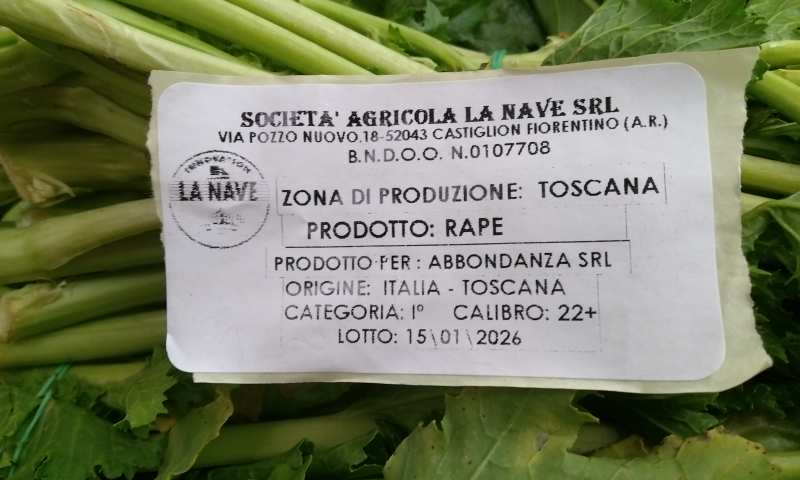 SOCIETA' AGRICOLA LA NAVE SRL
VIA POZZO NUOVO,18-52043 CASTIGLION FIORENTINO (A.R.)
B.N.D.O.O. N.0107708
INNOVATION
LA NAVE
ZONA DI PRODUZIONE: TOSCANA
PRODOTTO: RAPE
PRODOTTO PER : ABBONDANZA SRL
ORIGINE: ITALIA - TOSCANA
CATEGORIA: I° CALIBRO: 22+
LOTTO: 15\01\2026